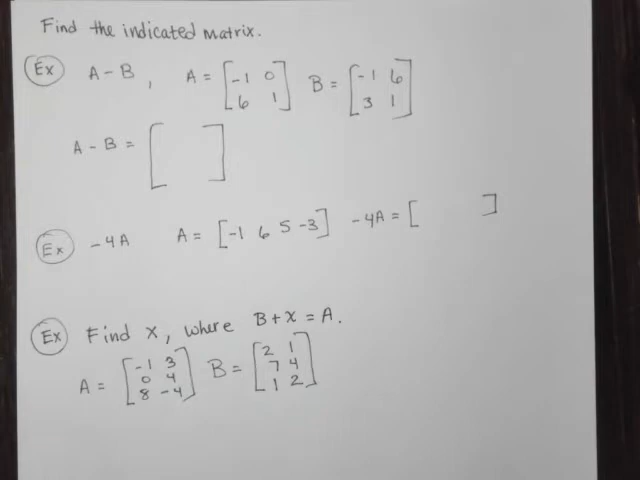 Find the indicated matrix.
Ex A - B , A = [-1 0 B = [-1 6
6 1] 3 1]
A - B = [ ]
Ex -4A A = [-1 6 5 -3] -4A = [ ]
Ex Find x, where B + x = A.
A = [-1 3 B = [2 1
0 4 7 4
8 -4] 1 2]